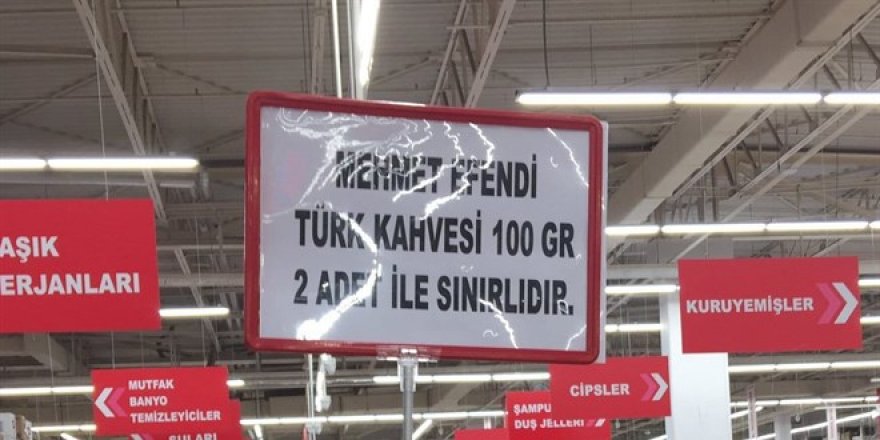 MEHMET EFENDİ
TÜRK KAHVESİ 100 GR
2 ADET İLE SINIRLIDIR.
AŞIK
ERJANLARI
KURUYEMİŞLER
MUTFAK
BANYO
TEMİZLEYİCİLER
CİPSLER
ŞAMPU
DUŞ JELLERİ
SULARI